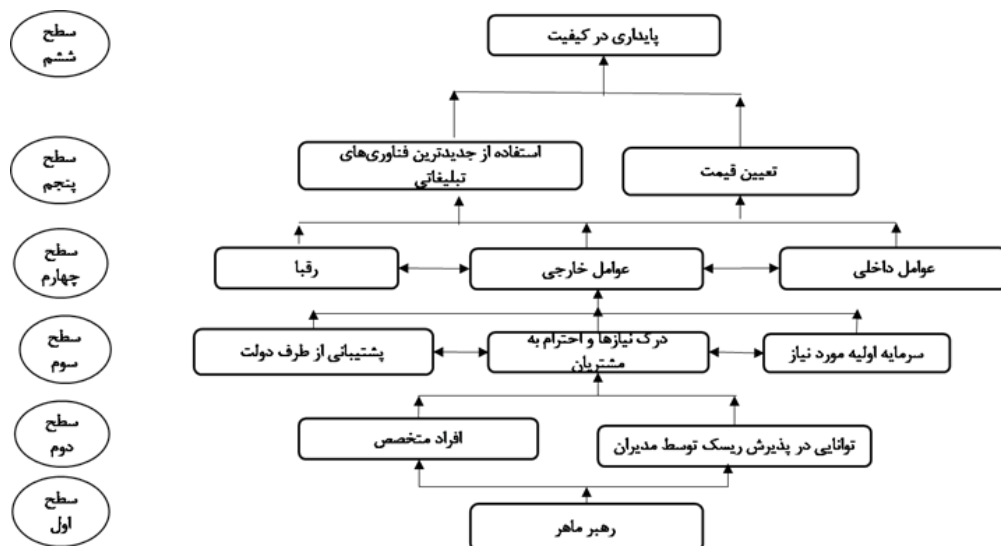 سطح
ششم
پایداری در کیفیت
سطح
پنجم
استفاده از جدیدترین فناوری‌های
تبلیغاتی
تعیین قیمت
سطح
چهارم
رقبا
عوامل خارجی
عوامل داخلی
سطح
سوم
پشتیبانی از طرف دولت
درک نیازها و احترام به
مشتریان
سرمایه اولیه مورد نیاز
سطح
دوم
افراد متخصص
توانایی در پذیرش ریسک توسط مدیران
سطح
اول
رهبر ماهر